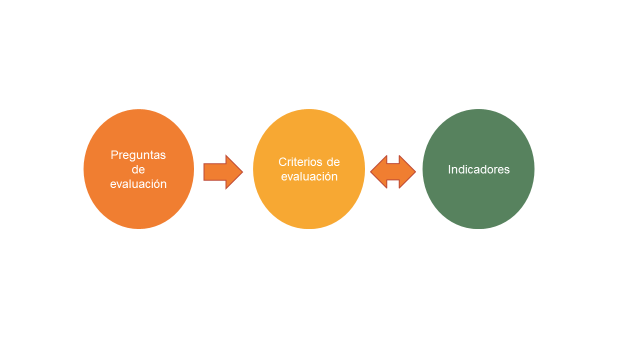 Preguntas
de
evaluación
Criterios de
evaluación
Indicadores